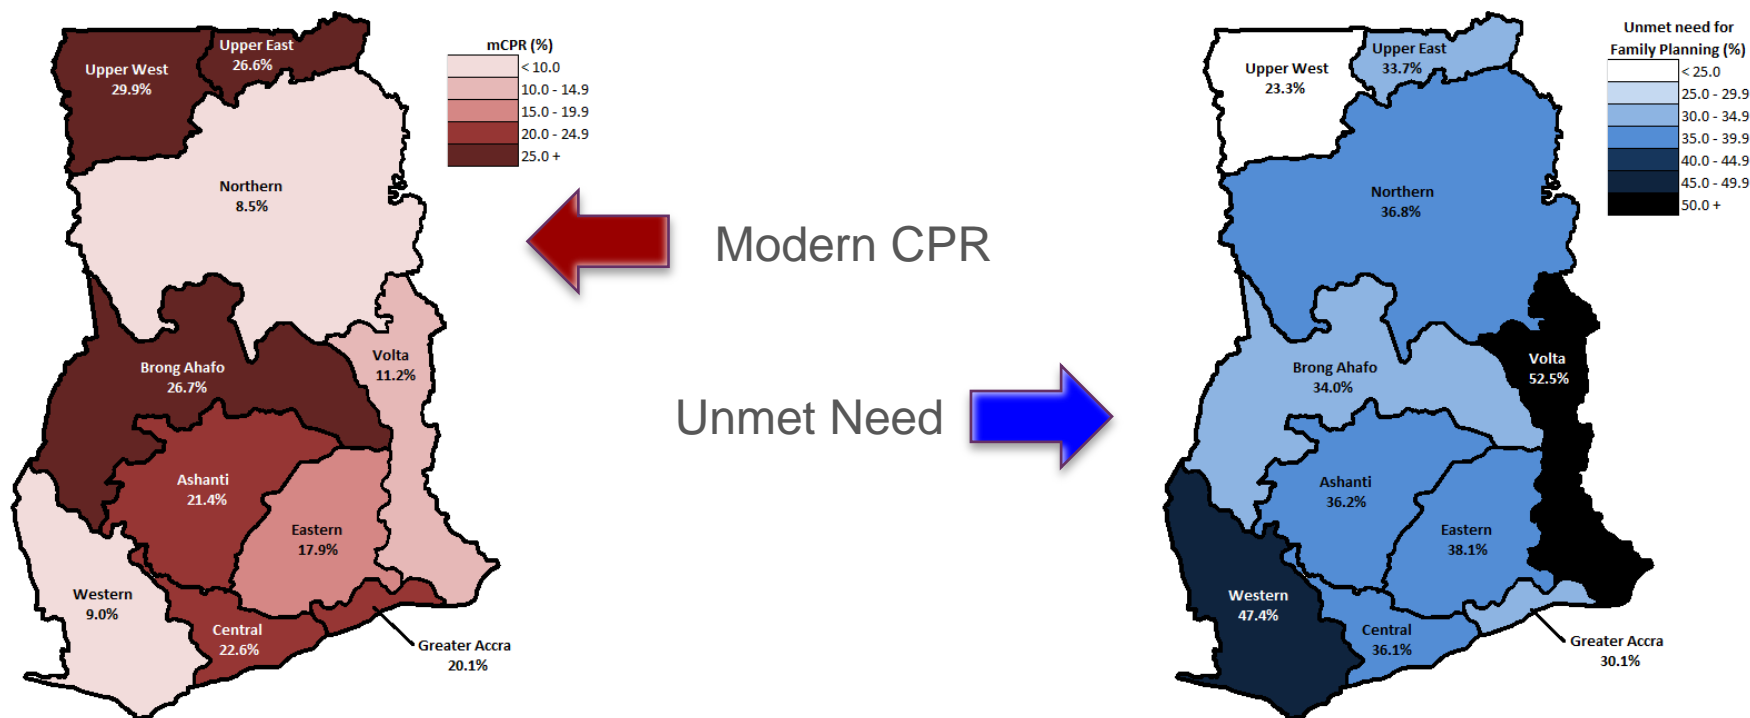 mCPR (%)
< 10.0
10.0 - 14.9
15.0 - 19.9
20.0 - 24.9
25.0 +
Upper East
26.6%
Upper West
29.9%
Northern
8.5%
Volta
11.2%
Brong Ahafo
26.7%
Ashanti
21.4%
Eastern
17.9%
Western
9.0%
Central
22.6%
Greater Accra
20.1%
Modern CPR
Unmet Need
Unmet need for
Family Planning (%)
< 25.0
25.0 - 29.9
30.0 - 34.9
35.0 - 39.9
40.0 - 44.9
45.0 - 49.9
50.0 +
Upper East
33.7%
Upper West
23.3%
Northern
36.8%
Volta
52.5%
Brong Ahafo
34.0%
Ashanti
36.2%
Eastern
38.1%
Western
47.4%
Central
36.1%
Greater Accra
30.1%